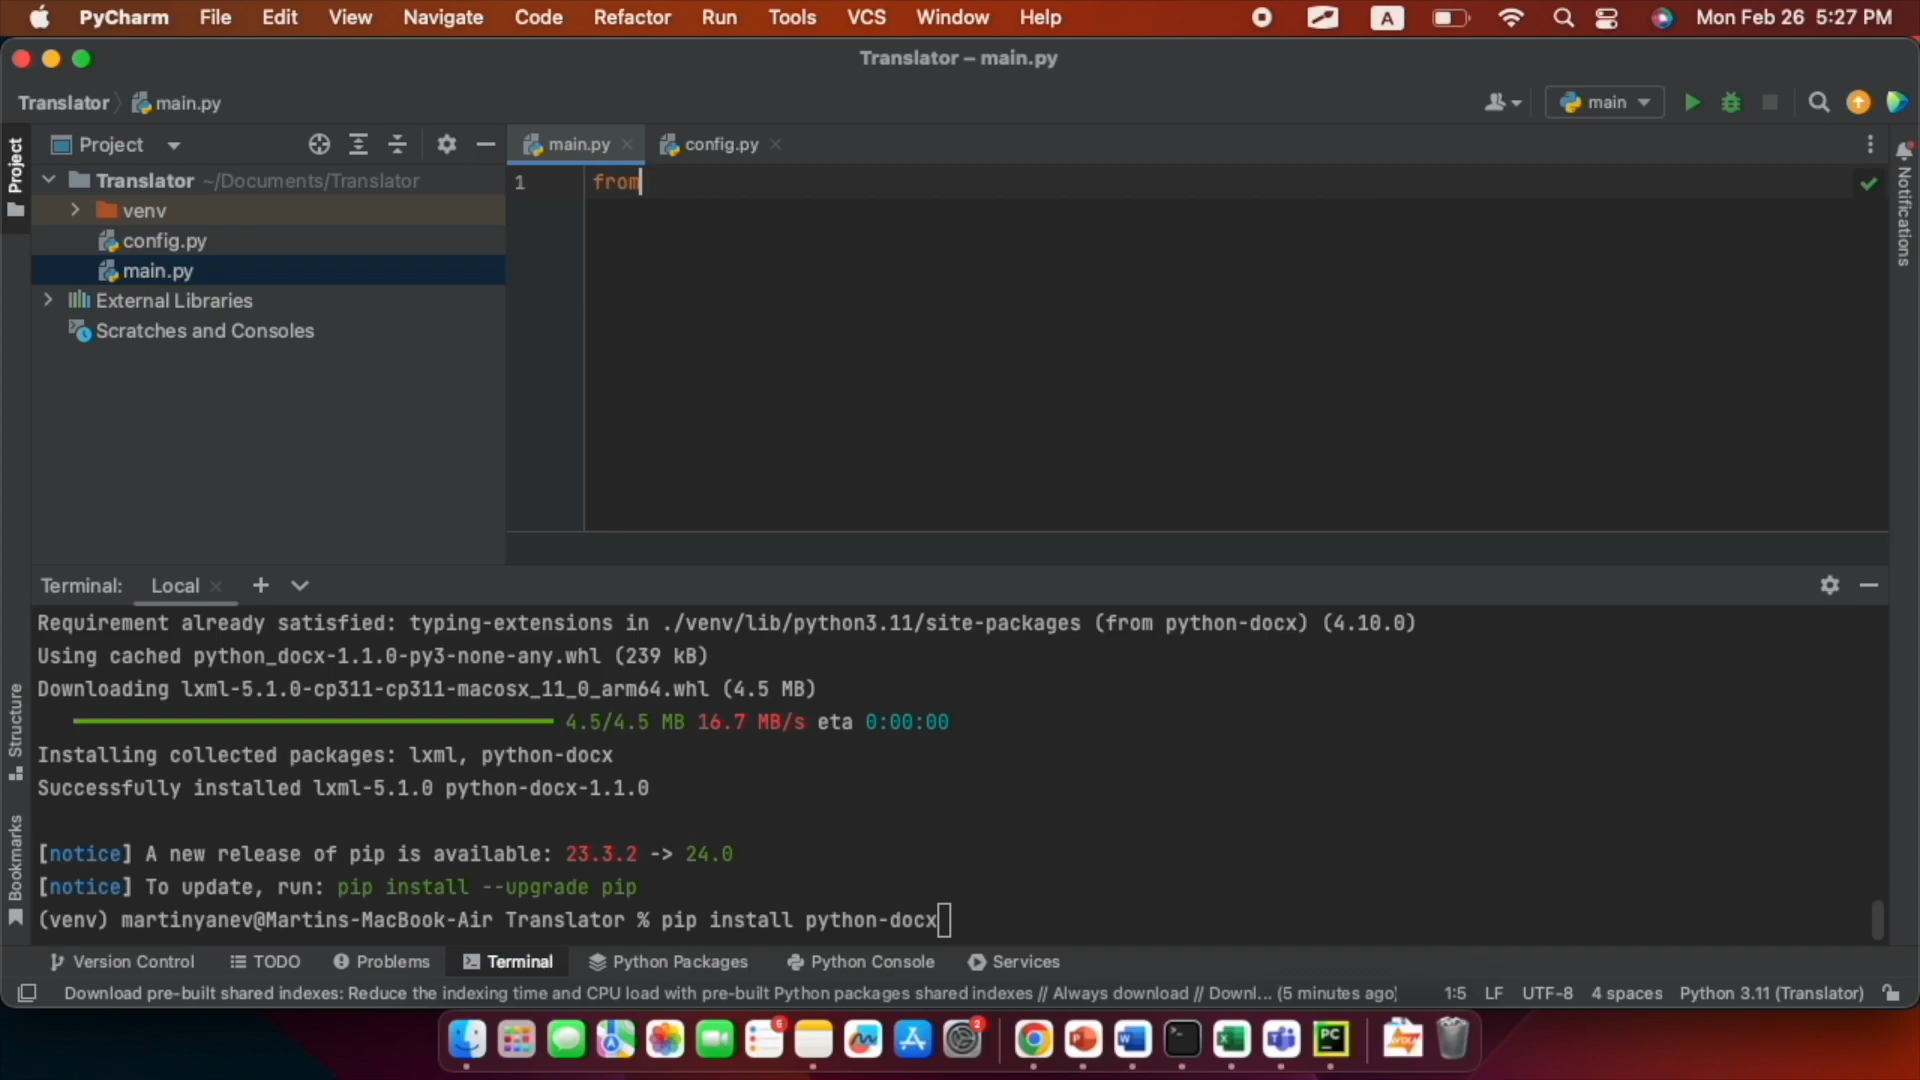 PyCharm File Edit View Navigate Code Refactor Run Tools VCS Window Help A Mon Feb 26 5:27 PM
Translator – main.py
Translator main.py
main
Project
Project
main.py
config.py
Translator ~/Documents/Translator
venv
config.py
main.py
External Libraries
Scratches and Consoles
1 from
Notifications
Terminal: Local
Requirement already satisfied: typing-extensions in ./venv/lib/python3.11/site-packages (from python-docx) (4.10.0)
Using cached python_docx-1.1.0-py3-none-any.whl (239 kB)
Downloading lxml-5.1.0-cp311-cp311-macosx_11_0_arm64.whl (4.5 MB)
4.5/4.5 MB 16.7 MB/s eta 0:00:00
Installing collected packages: lxml, python-docx
Successfully installed lxml-5.1.0 python-docx-1.1.0
[notice] A new release of pip is available: 23.3.2 -> 24.0
[notice] To update, run: pip install --upgrade pip
(venv) martinyanev@Martins-MacBook-Air Translator % pip install python-docx
Structure
Bookmarks
Version Control TODO Problems Terminal Python Packages Python Console Services
Download pre-built shared indexes: Reduce the indexing time and CPU load with pre-built Python packages shared indexes // Always download // Downl... (5 minutes ago) 1:5 LF UTF-8 4 spaces Python 3.11 (Translator)
6
2
P
W
X
T
PC